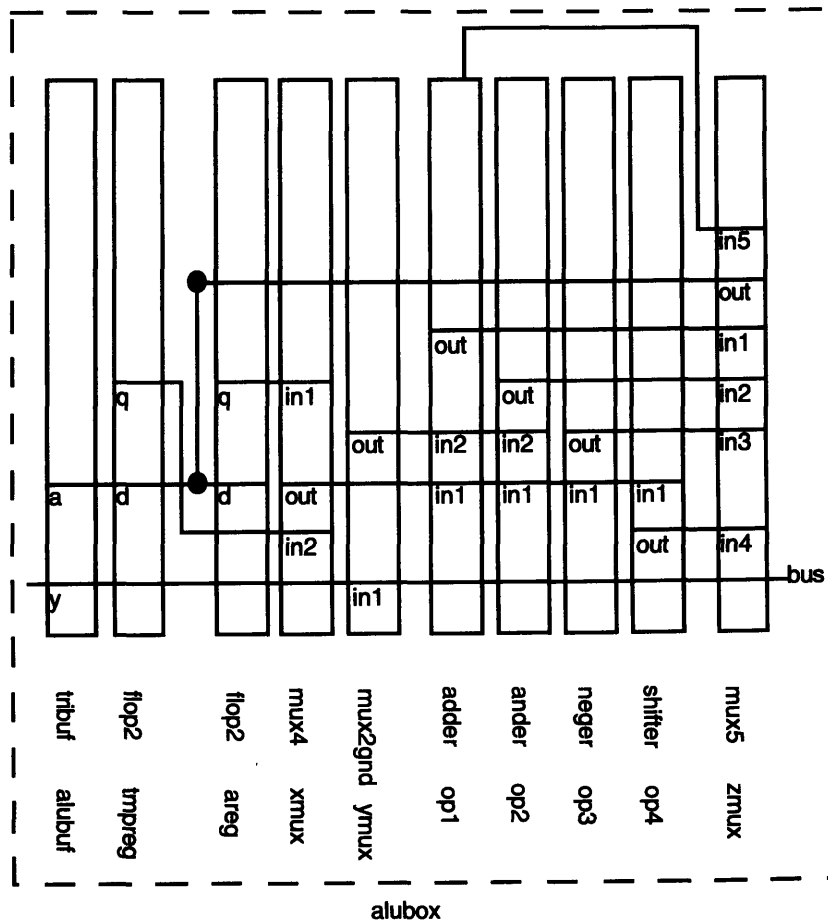 in5
out
out
in1
q
q
in1
out
in2
out
in2
in2
out
in3
a
d
d
out
in1
in1
in1
in1
in2
out
in4
bus
y
in1
tribuf alubuf
flop2 tmpreg
flop2 areg
mux4 xmux
mux2gnd ymux
adder op1
ander op2
neger op3
shifter op4
mux5 zmux
alubox